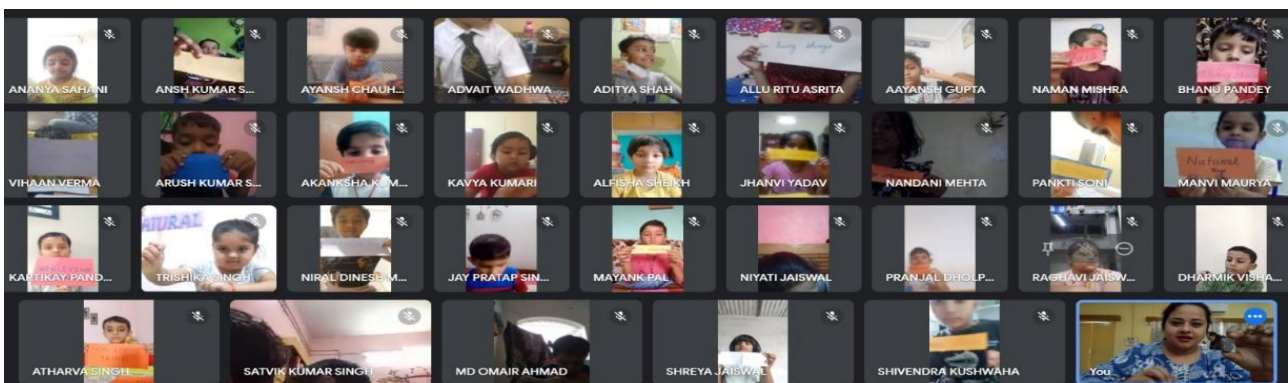 ANANYA SAHANI
ANSH KUMAR S...
AYANSH CHAUH...
ADVAIT WADHWA
ADITYA SHAH
ALLU RITU ASRITA
AAYANSH GUPTA
NAMAN MISHRA
BHANU PANDEY
VIHAAN VERMA
ARUSH KUMAR S...
AKANKSHA KUM...
KAVYA KUMARI
ALFISHA SHEIKH
JHANVI YADAV
NANDANI MEHTA
PANKTI SONI
Natural
MANVI MAURYA
KARTIKAY PAND...
TRISHIKA SINGH
NIRAL DINESH M...
JAY PRATAP SIN...
MAYANK PAL
NIYATI JAISWAL
PRANJAL DHOLP...
RAGHAVI JAISW...
DHARMIK VISHA...
ATHARVA SINGH
SATVIK KUMAR SINGH
MD OMAIR AHMAD
SHREYA JAISWAL
SHIVENDRA KUSHWAHA
You